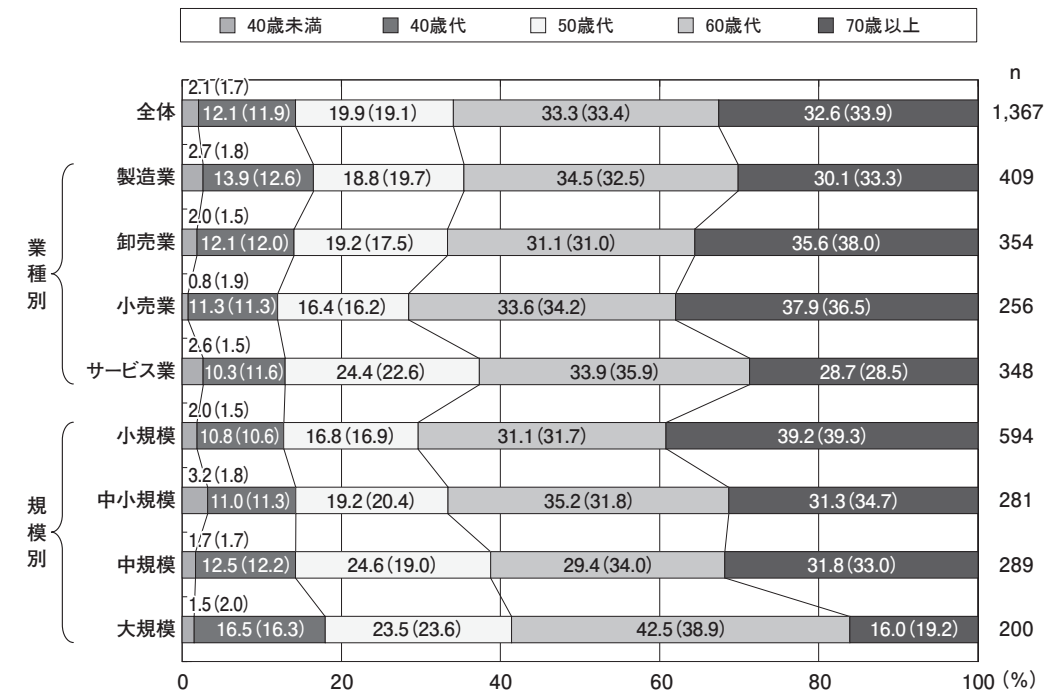 40歳未満 40歳代 50歳代 60歳代 70歳以上
n
2.1(1.7)
全体 12.1(11.9) 19.9(19.1) 33.3(33.4) 32.6(33.9) 1,367
2.7(1.8)
製造業 13.9(12.6) 18.8(19.7) 34.5(32.5) 30.1(33.3) 409
2.0(1.5)
卸売業 12.1(12.0) 19.2(17.5) 31.1(31.0) 35.6(38.0) 354
0.8(1.9)
小売業 11.3(11.3) 16.4(16.2) 33.6(34.2) 37.9(36.5) 256
2.6(1.5)
サービス業 10.3(11.6) 24.4(22.6) 33.9(35.9) 28.7(28.5) 348
業種別
2.0(1.5)
小規模 10.8(10.6) 16.8(16.9) 31.1(31.7) 39.2(39.3) 594
3.2(1.8)
中小規模 11.0(11.3) 19.2(20.4) 35.2(31.8) 31.3(34.7) 281
1.7(1.7)
中規模 12.5(12.2) 24.6(19.0) 29.4(34.0) 31.8(33.0) 289
1.5(2.0)
大規模 16.5(16.3) 23.5(23.6) 42.5(38.9) 16.0(19.2) 200
規模別
0 20 40 60 80 100 (%)